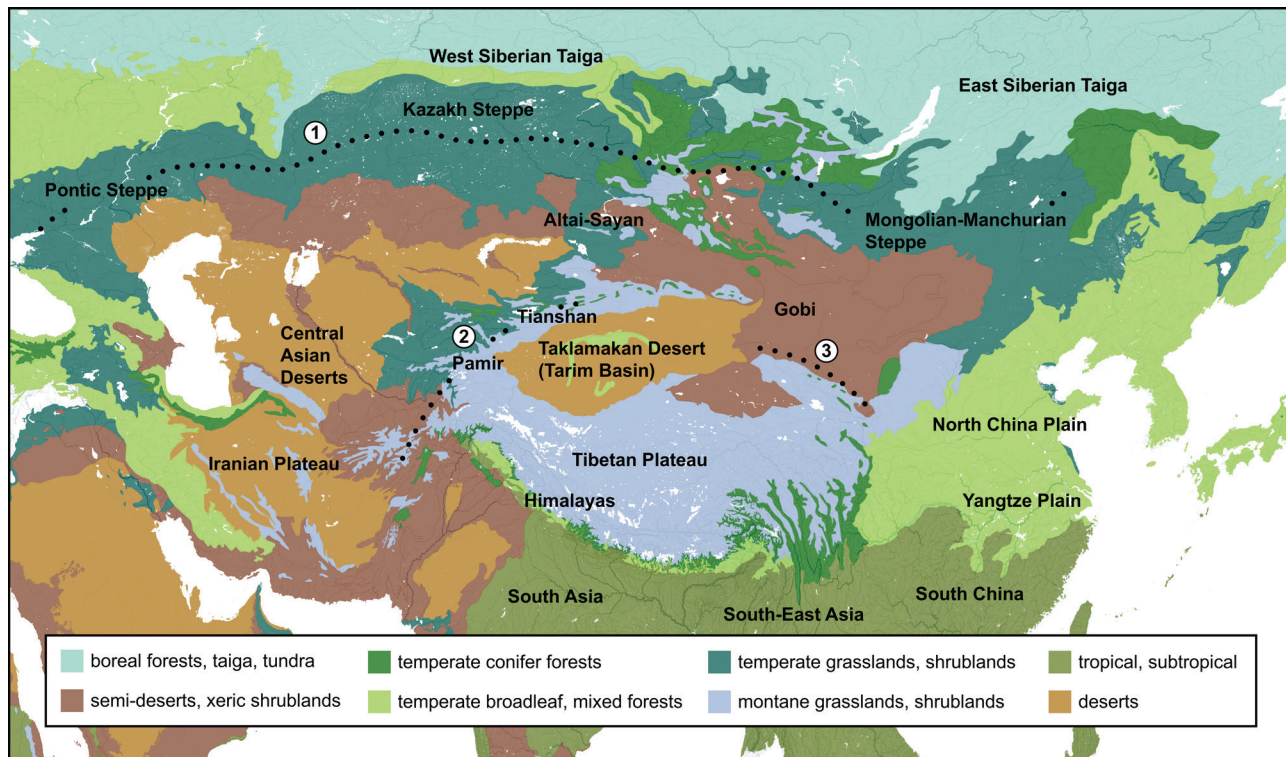 West Siberian Taiga
East Siberian Taiga
Kazakh Steppe
1
Pontic Steppe
Altai-Sayan
Mongolian-Manchurian
Steppe
Tianshan
Gobi
2
3
Central
Asian
Deserts
Pamir
Taklamakan Desert
(Tarim Basin)
North China Plain
Iranian Plateau
Tibetan Plateau
Himalayas
Yangtze Plain
South Asia
South-East Asia
South China
boreal forests, taiga, tundra
temperate conifer forests
temperate grasslands, shrublands
tropical, subtropical
semi-deserts, xeric shrublands
temperate broadleaf, mixed forests
montane grasslands, shrublands
deserts